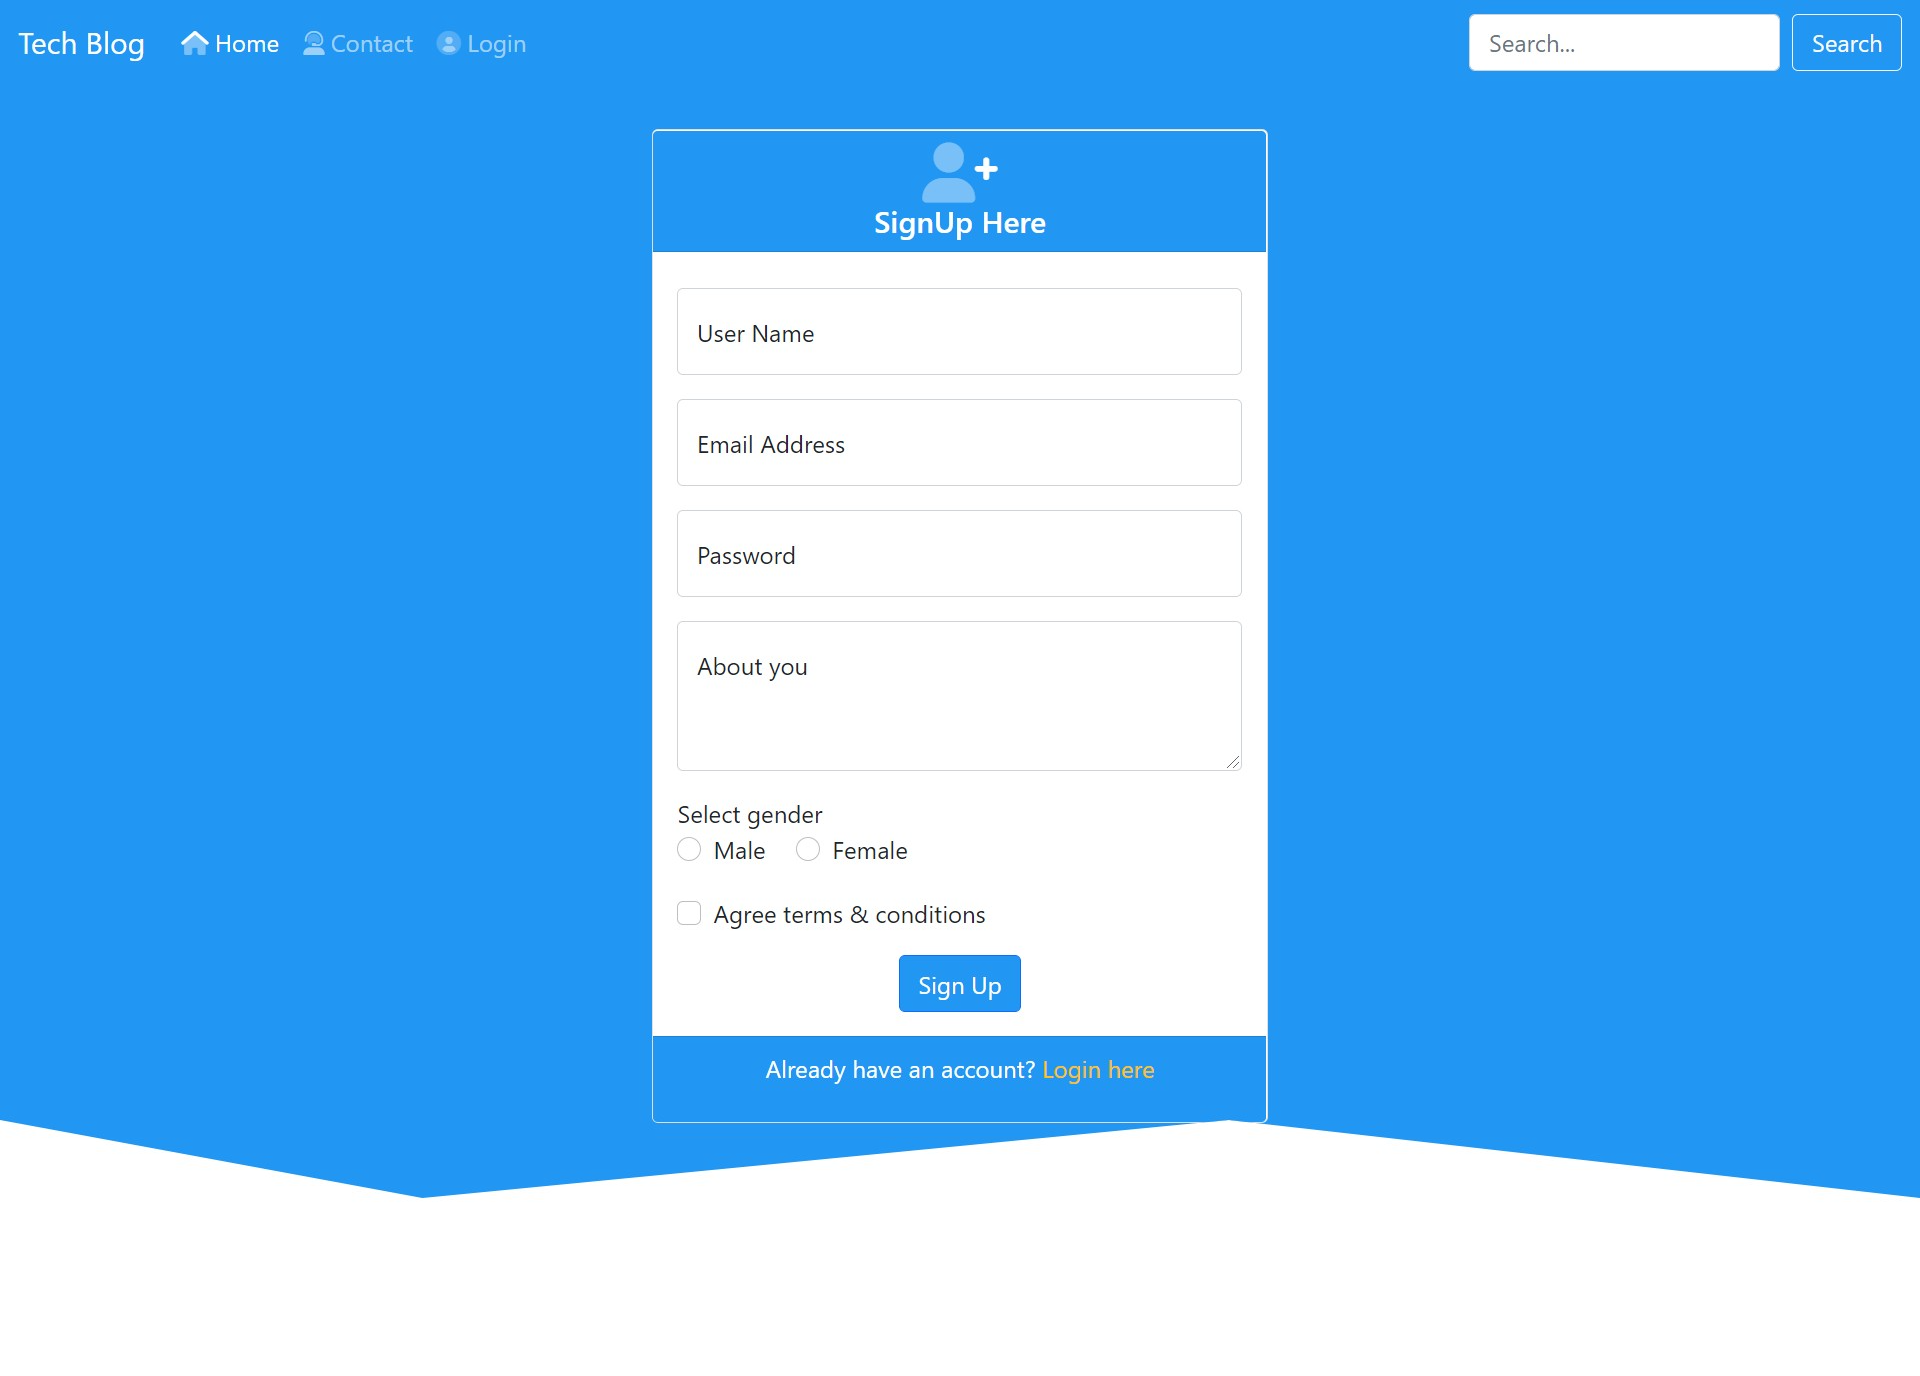 Tech Blog Home Contact Login Search... Search
SignUp Here
User Name
Email Address
Password
About you
Select gender
Male Female
Agree terms & conditions
Sign Up
Already have an account? Login here